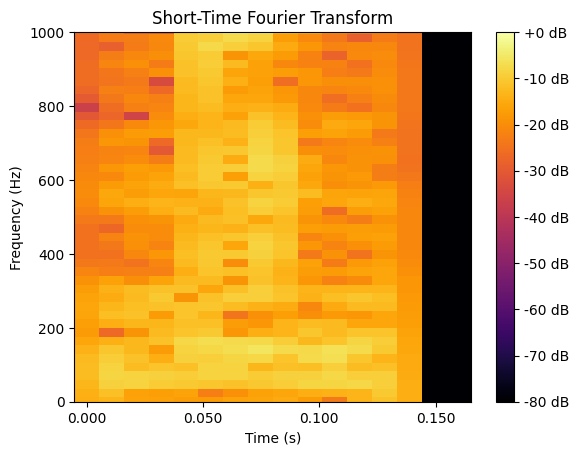 Short-Time Fourier Transform
Frequency (Hz)
1000
800
600
400
200
0
0.000
0.050
0.100
0.150
Time (s)
+0 dB
-10 dB
-20 dB
-30 dB
-40 dB
-50 dB
-60 dB
-70 dB
-80 dB